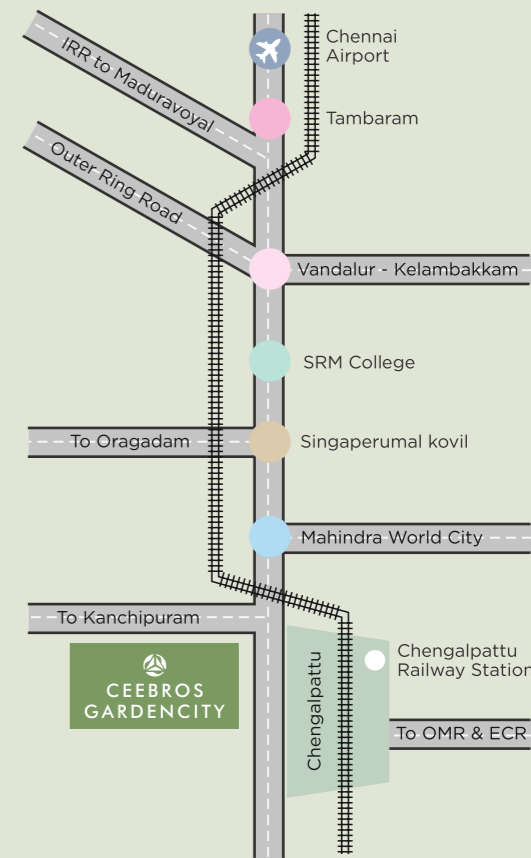 Chennai
Airport
IRR to Maduravoyal
Tambaram
Outer Ring Road
Vandalur - Kelambakkam
SRM College
To Oragadam
Singaperumal kovil
Mahindra World City
To Kanchipuram
CEEBROS
GARDENCITY
Chengalpattu
Chengalpattu
Railway Station
To OMR & ECR